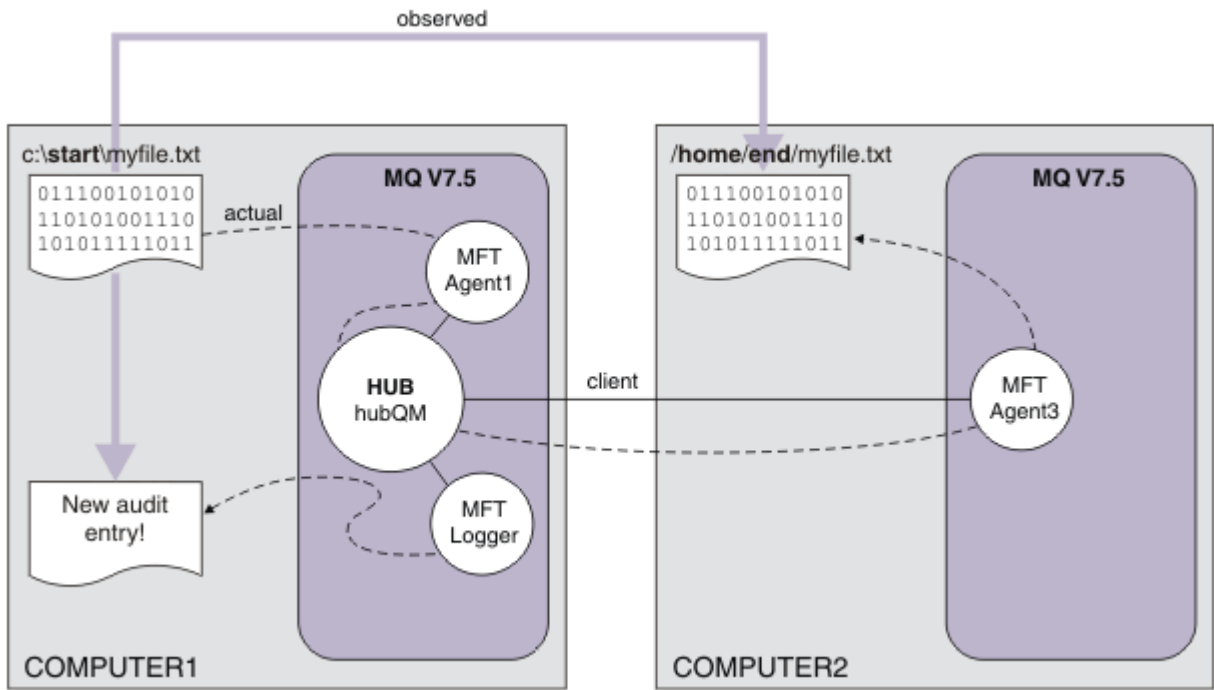 observed
c:\start\myfile.txt
011100101010
110101001110
101011111011
actual
MQ V7.5
MFT
Agent1
HUB
hubQM
MFT
Logger
New audit
entry!
COMPUTER1
client
/home/end/myfile.txt
011100101010
110101001110
101011111011
MQ V7.5
MFT
Agent3
COMPUTER2